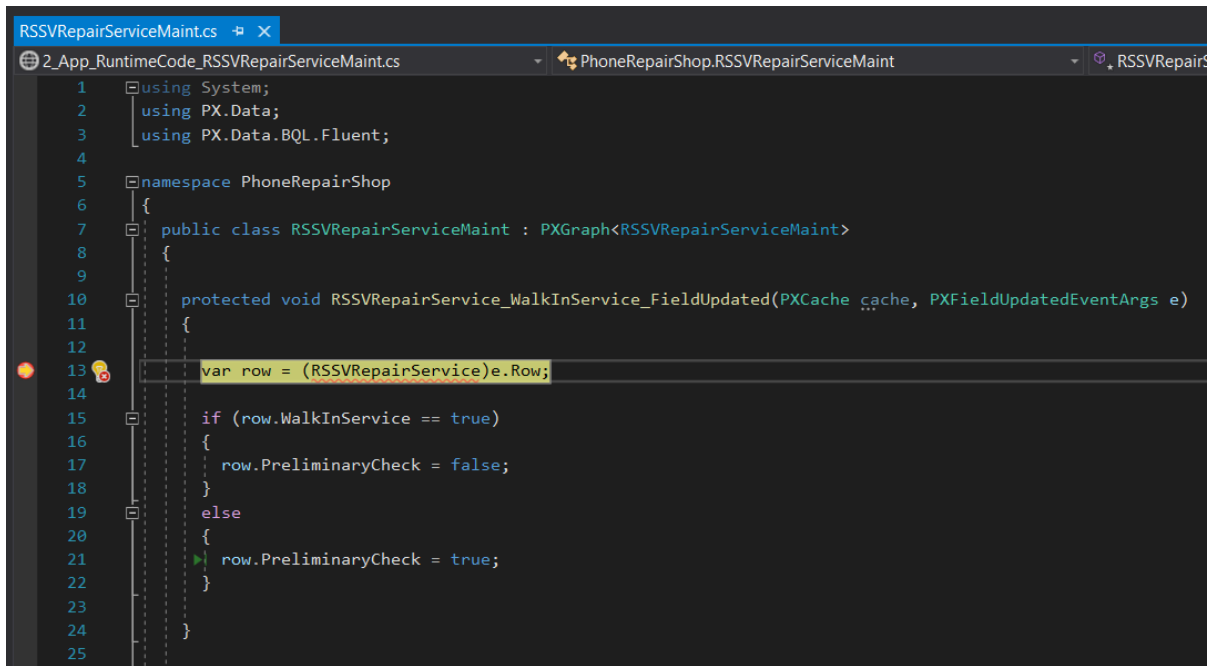 RSSVRepairServiceMaint.cs
2_App_RuntimeCode_RSSVRepairServiceMaint.cs PhoneRepairShop.RSSVRepairServiceMaint RSSVRepairS
1 using System;
2 using PX.Data;
3 using PX.Data.BQL.Fluent;
4
5 namespace PhoneRepairShop
6 {
7 public class RSSVRepairServiceMaint : PXGraph<RSSVRepairServiceMaint>
8 {
9
10 protected void RSSVRepairService_WalkInService_FieldUpdated(PXCache cache, PXFieldUpdatedEventArgs e)
11 {
12
13 var row = (RSSVRepairService)e.Row;
14
15 if (row.WalkInService == true)
16 {
17 row.PreliminaryCheck = false;
18 }
19 else
20 {
21 row.PreliminaryCheck = true;
22 }
23
24 }
25